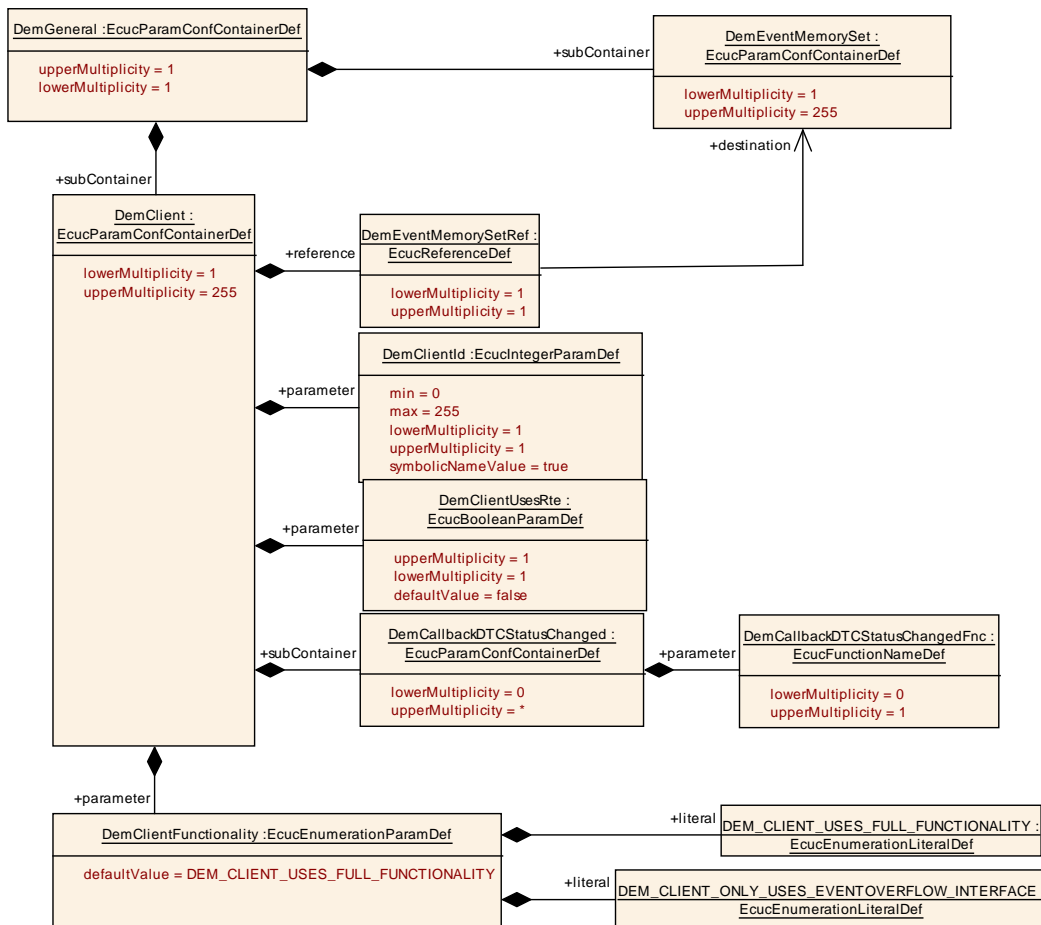 DemGeneral :EcucParamConfContainerDef
upperMultiplicity = 1
lowerMultiplicity = 1
+subContainer
DemEventMemorySet :
EcucParamConfContainerDef
lowerMultiplicity = 1
upperMultiplicity = 255
+destination
+subContainer
DemClient :
EcucParamConfContainerDef
lowerMultiplicity = 1
upperMultiplicity = 255
+reference
DemEventMemorySetRef :
EcucReferenceDef
lowerMultiplicity = 1
upperMultiplicity = 1
+parameter
DemClientId :EcucIntegerParamDef
min = 0
max = 255
lowerMultiplicity = 1
upperMultiplicity = 1
symbolicNameValue = true
+parameter
DemClientUsesRte :
EcucBooleanParamDef
upperMultiplicity = 1
lowerMultiplicity = 1
defaultValue = false
+subContainer
DemCallbackDTCStatusChanged :
EcucParamConfContainerDef
lowerMultiplicity = 0
upperMultiplicity = *
+parameter
DemCallbackDTCStatusChangedFnc :
EcucFunctionNameDef
lowerMultiplicity = 0
upperMultiplicity = 1
+parameter
DemClientFunctionality :EcucEnumerationParamDef
defaultValue = DEM_CLIENT_USES_FULL_FUNCTIONALITY
+literal
DEM_CLIENT_USES_FULL_FUNCTIONALITY :
EcucEnumerationLiteralDef
+literal
DEM_CLIENT_ONLY_USES_EVENTOVERFLOW_INTERFACE
EcucEnumerationLiteralDef